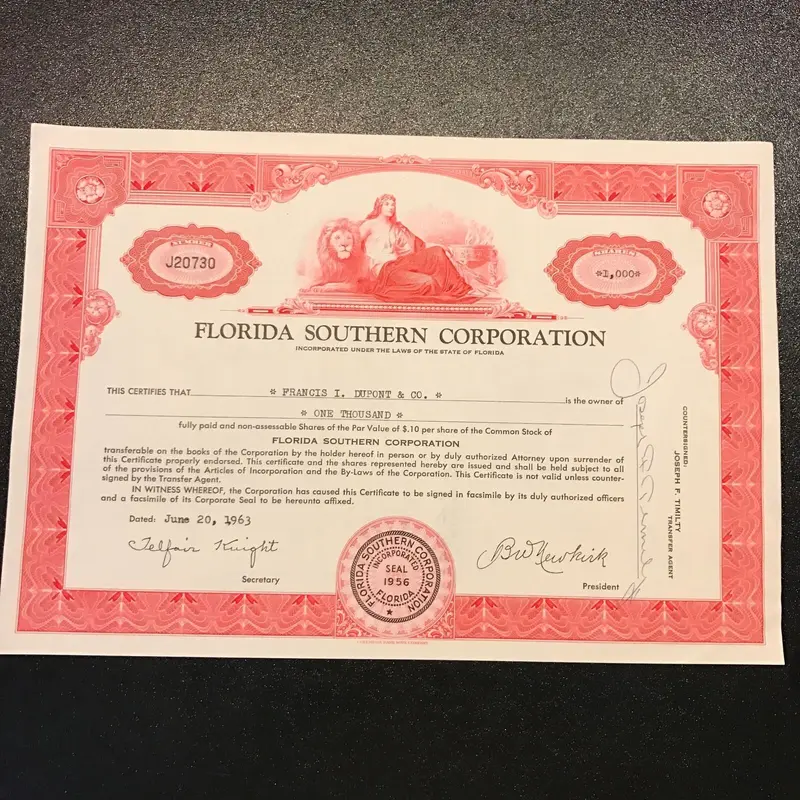 NUMBER
J20730
SHARES
*1,000*
FLORIDA SOUTHERN CORPORATION
INCORPORATED UNDER THE LAWS OF THE STATE OF FLORIDA
THIS CERTIFIES THAT * FRANCIS I. DUPONT & CO. * is the owner of
* ONE THOUSAND *
fully paid and non-assessable Shares of the Par Value of $.10 per share of the Common Stock of
FLORIDA SOUTHERN CORPORATION
transferable on the books of the Corporation by the holder hereof in person or by duly authorized Attorney upon surrender of
this Certificate properly endorsed. This certificate and the shares represented hereby are issued and shall be held subject to all
of the provisions of the Articles of Incorporation and the By-Laws of the Corporation. This Certificate is not valid unless counter-
signed by the Transfer Agent.
IN WITNESS WHEREOF, the Corporation has caused this Certificate to be signed in facsimile by its duly authorized officers
and a facsimile of its Corporate Seal to be hereunto affixed.
Dated: June 20, 1963
Telfair Knight
Secretary
FLORIDA SOUTHERN CORPORATION
INCORPORATED
SEAL
1956
FLORIDA
BW Newkirk
President
COUNTERSIGNED:
JOSEPH F. TIMILTY
TRANSFER AGENT
Joseph F Timilty